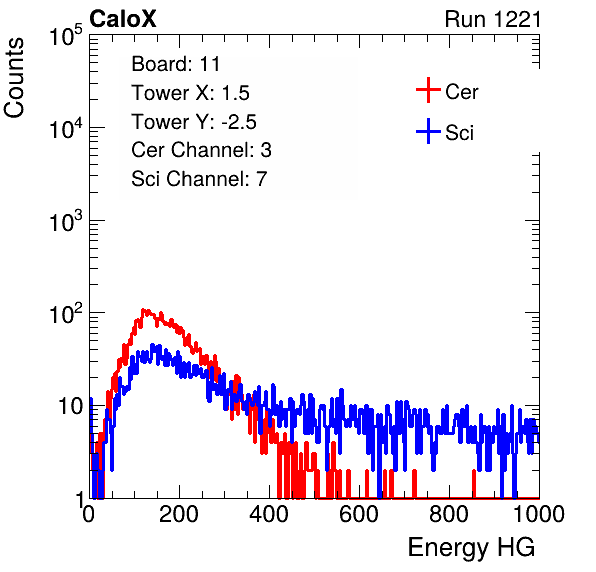 CaloX Run 1221
Counts
Board: 11
Tower X: 1.5
Tower Y: -2.5
Cer Channel: 3
Sci Channel: 7
Cer
Sci
10^5
10^4
10^3
10^2
10
1
0 200 400 600 800 1000
Energy HG